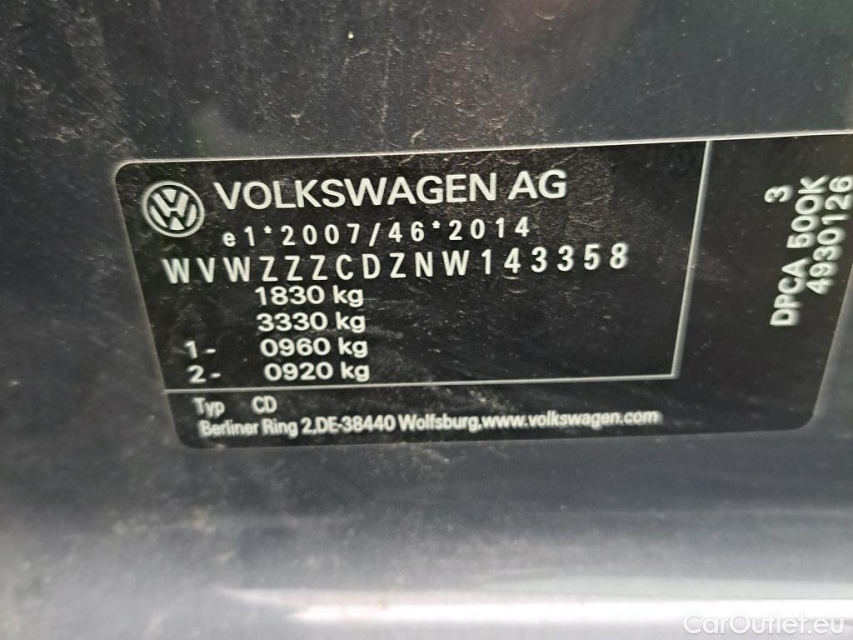 VOLKSWAGEN AG
e1*2007/46*2014
WVWZZZCDZNW143358
1830 kg
3330 kg
1- 0960 kg
2- 0920 kg
Typ CD
Berliner Ring 2,DE-38440 Wolfsburg,www.volkswagen.com
3
DPCA 500K
4930126
CarOutlet.eu